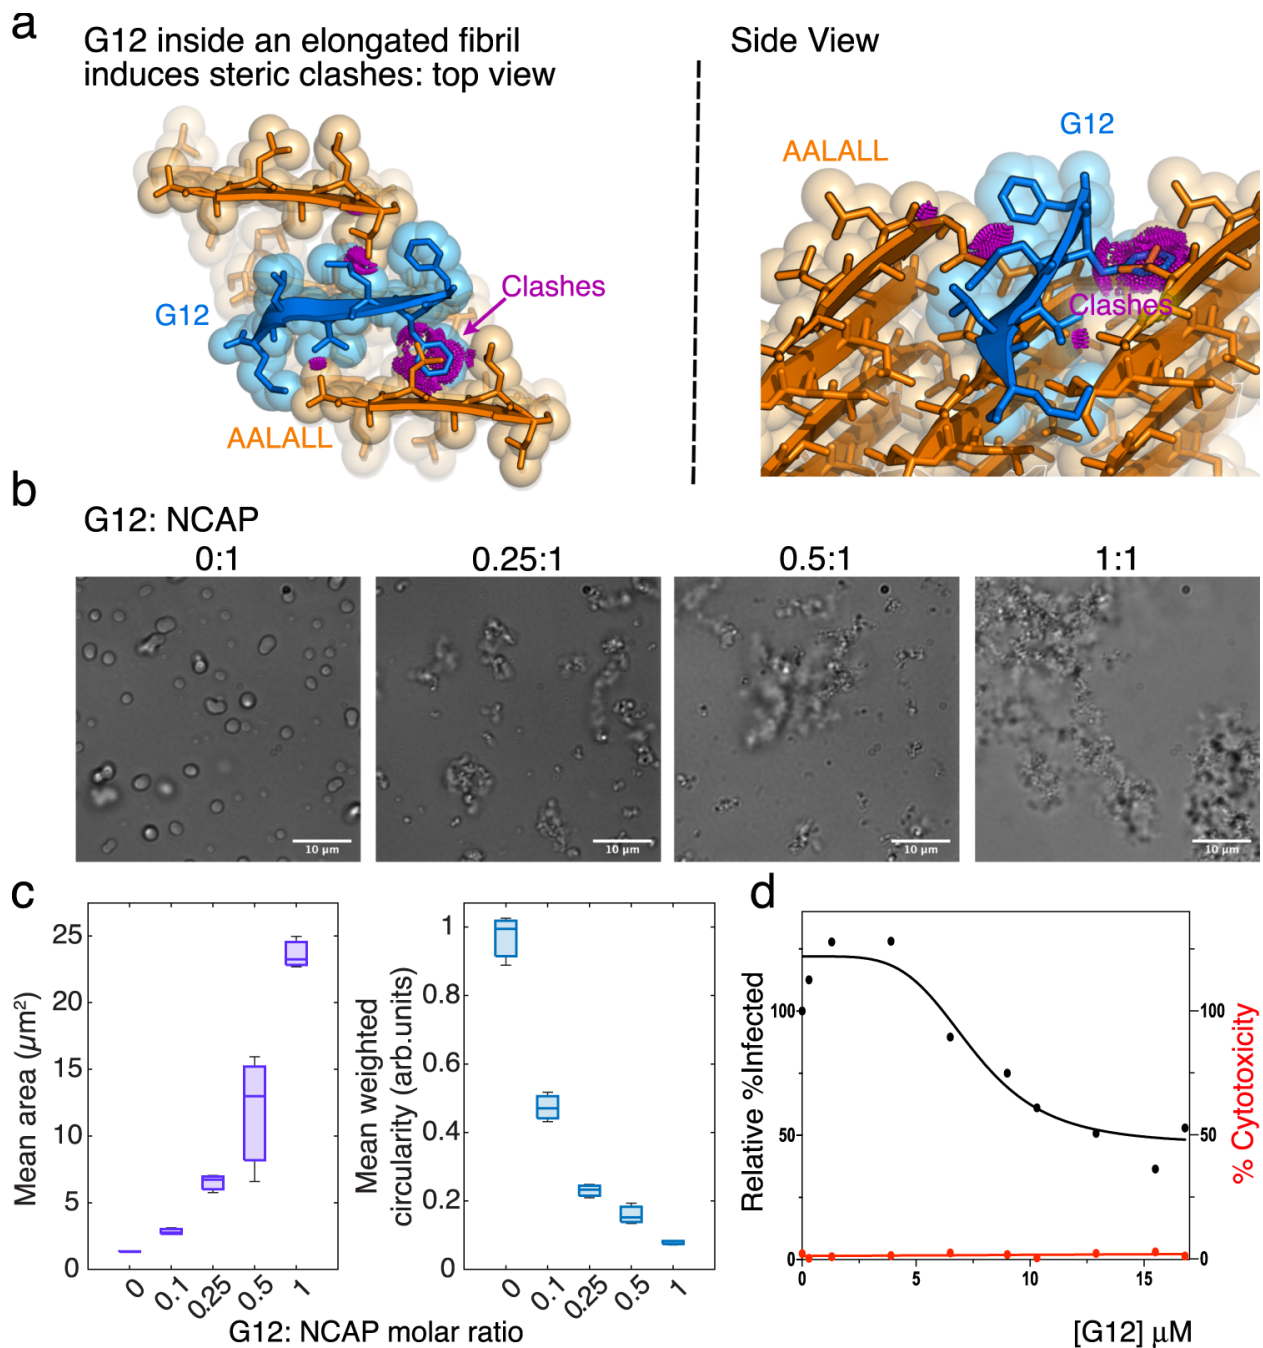 a
G12 inside an elongated fibril
induces steric clashes: top view
Side View
G12
AALALL
G12
Clashes
Clashes
AALALL
b
G12: NCAP
0:1
0.25:1
0.5:1
1:1
10 µm
10 µm
10 µm
10 µm
c
Mean area (µm²)
25
20
15
10
5
0
0
0.1
0.25
0.5
1
Mean weighted
circularity (arb.units)
1
0.8
0.6
0.4
0.2
0
0
0.1
0.25
0.5
1
G12: NCAP molar ratio
d
Relative %Infected
100
50
0
0
5
10
15
100
50
0
% Cytotoxicity
[G12] µM